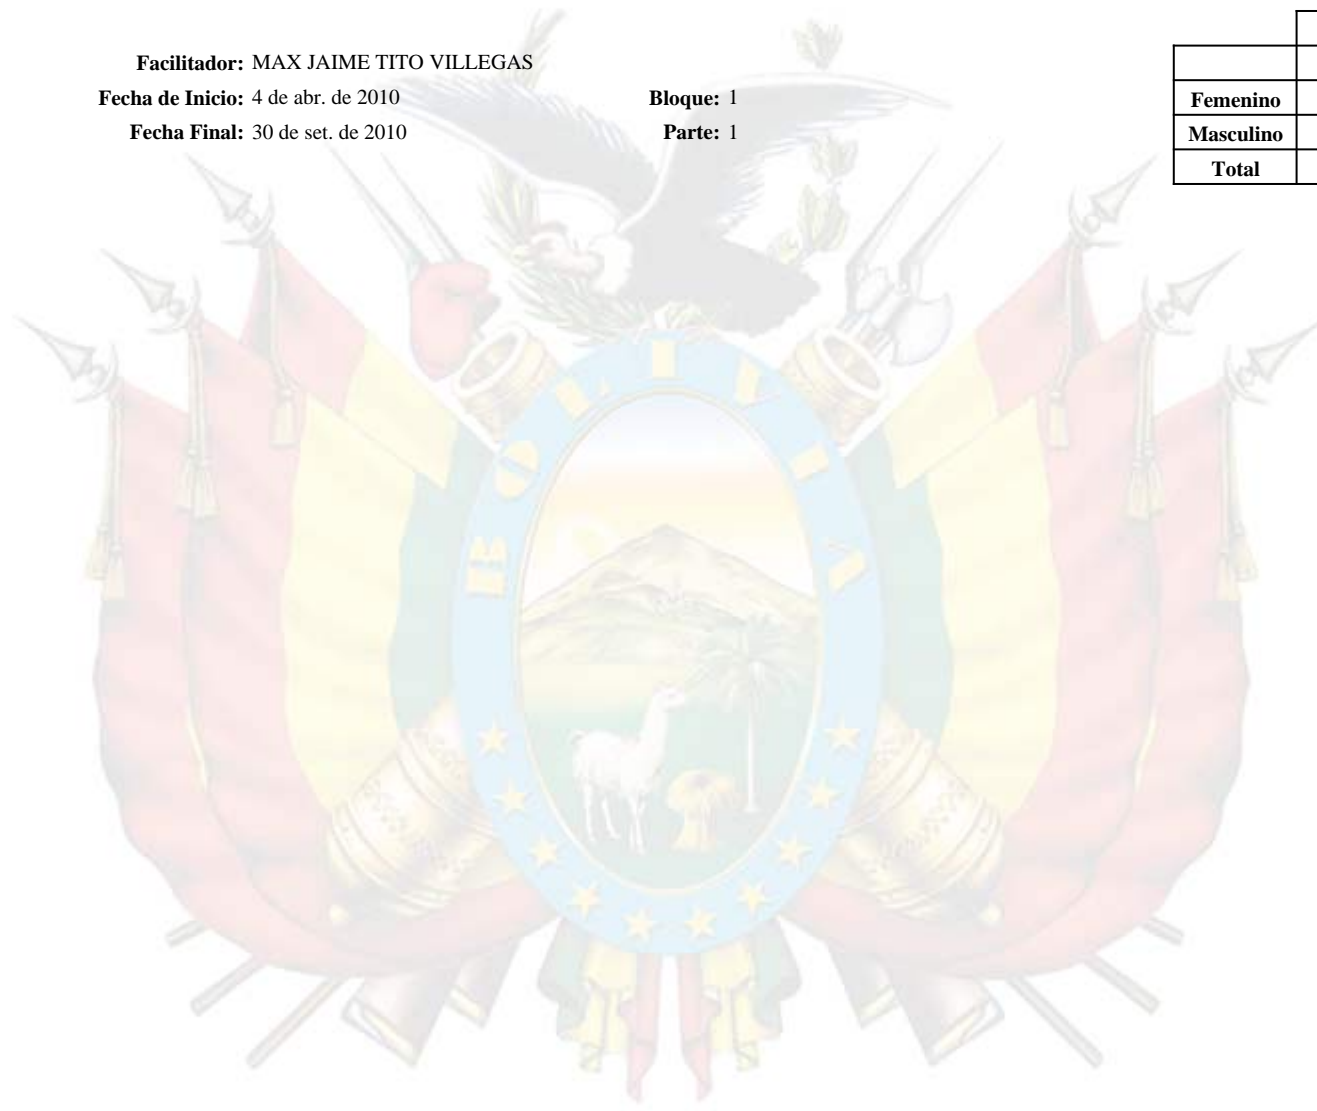 Facilitador: MAX JAIME TITO VILLEGAS
Fecha de Inicio: 4 de abr. de 2010 Bloque: 1
Fecha Final: 30 de set. de 2010 Parte: 1
Femenino
Masculino
Total
BOLIVIA